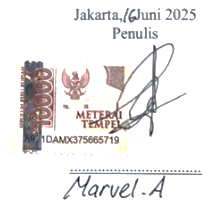 Jakarta, 16 Juni 2025
Penulis
10000
METERAI
TEMPEL
1DAMX375665719
Marvel.A